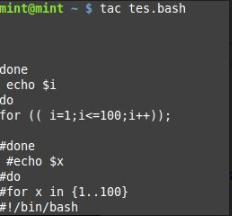 mint@mint ~ $ tac tes.bash
done
echo $i
do
for (( i=1;i<=100;i++));
#done
#echo $x
#do
#for x in {1..100}
#!/bin/bash